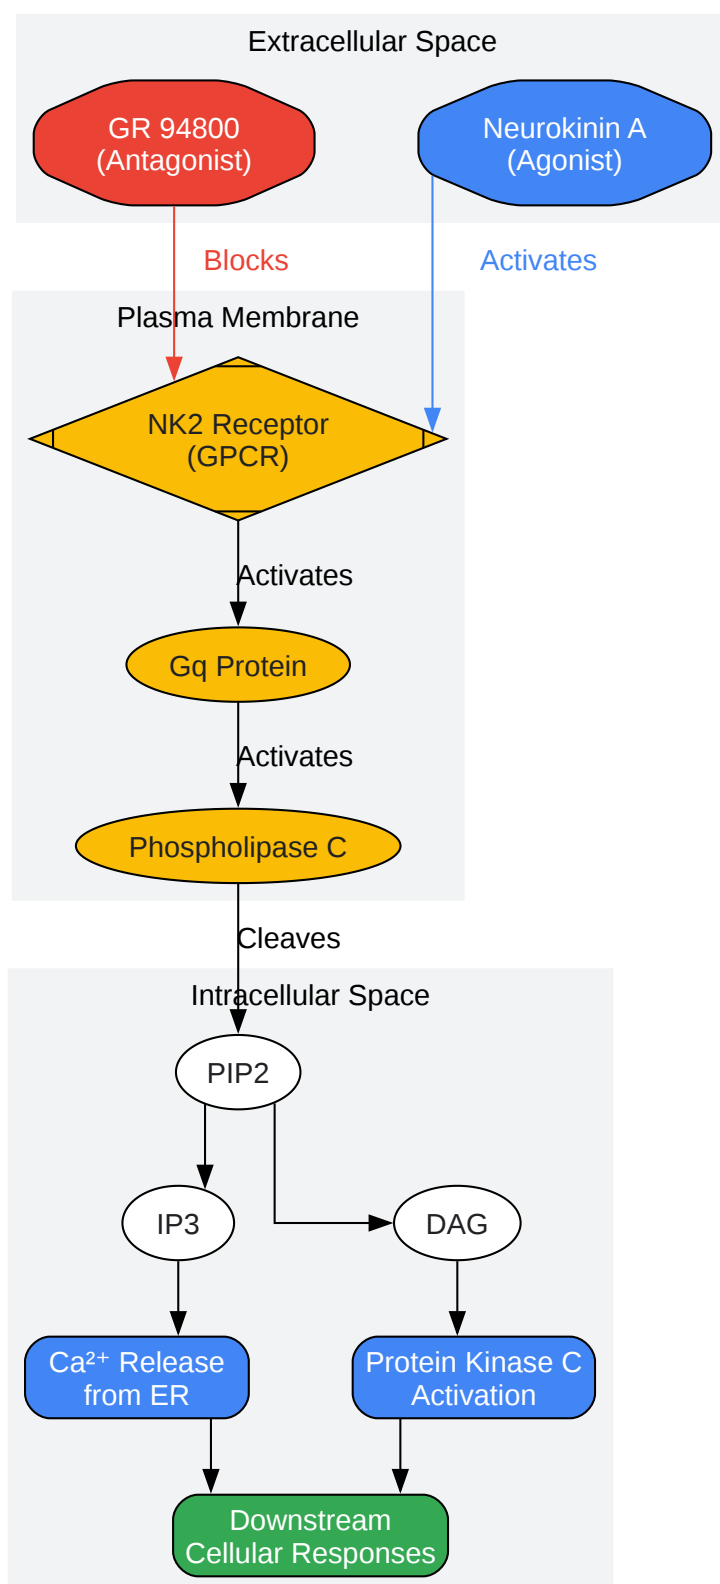 Extracellular Space
GR 94800
(Antagonist)
Neurokinin A
(Agonist)
Blocks
Activates
Plasma Membrane
NK2 Receptor
(GPCR)
Activates
Gq Protein
Activates
Phospholipase C
Cleaves
Intracellular Space
PIP2
IP3
DAG
Ca²⁺ Release
from ER
Protein Kinase C
Activation
Downstream
Cellular Responses